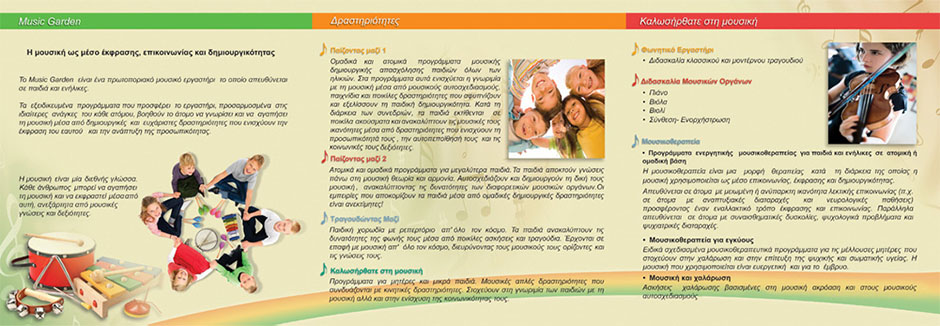 Music Garden
Η μουσική ως μέσο έκφρασης, επικοινωνίας και δημιουργικότητας
Το Music Garden είναι ένα πρωτοποριακό μουσικό εργαστήρι το οποίο απευθύνεται
σε παιδιά και ενήλικες.
Τα εξειδικευμένα προγράμματα που προσφέρει το εργαστήρι, προσαρμοσμένα στις
ιδιαίτερες ανάγκες του κάθε ατόμου, βοηθούν το άτομο να γνωρίσει και να αγαπήσει
τη μουσική μέσα από δημιουργικές και ευχάριστες δραστηριότητες που ενισχύουν την
έκφραση του εαυτού και την ανάπτυξη της προσωπικότητας.
Η μουσική είναι μία διεθνής γλώσσα.
Κάθε άνθρωπος μπορεί να αγαπήσει
τη μουσική και να εκφραστεί μέσα από
αυτή, ανεξάρτητα από μουσικές
γνώσεις και δεξιότητες.
Δραστηριότητες
Παίζοντας μαζί 1
Ομαδικά και ατομικά προγράμματα μουσικής
δημιουργικής απασχόλησης παιδιών όλων των
ηλικιών. Στα προγράμματα αυτά ενισχύεται η γνωριμία
με τη μουσική μέσα από μουσικούς αυτοσχεδιασμούς,
παιχνίδια και ποικίλες δραστηριότητες που αφυπνίζουν
και εξελίσσουν τη παιδική δημιουργικότητα. Κατά τη
διάρκεια των συνεδριών, τα παιδιά εκτίθενται σε
ποικίλα ακούσματα και ανακαλύπτουν τις μουσικές τους
ικανότητες μέσα από δραστηριότητες που ενισχύουν τη
προσωπικότητά τους , την αυτοπεποίθησή τους και τις
κοινωνικές τους δεξιότητες.
Παίζοντας μαζί 2
Ατομικά και ομαδικά προγράμματα για μεγαλύτερα παιδιά. Τα παιδιά αποκτούν γνώσεις
πάνω στη μουσική θεωρία και αρμονία. Αυτοσχεδιάζουν και δημιουργούν τη δική τους
μουσική , ανακαλύπτοντας τις δυνατότητες των διαφορετικών μουσικών οργάνων.Οι
εμπειρίες που αποκομίζουν τα παιδιά μέσα από ομαδικές δημιουργικές δραστηριότητες
είναι ανεκτίμητες!
Τραγουδώντας Μαζί
Παιδική χορωδία με ρεπερτόριο απ' όλο τον κόσμο. Τα παιδιά ανακαλύπτουν τις
δυνατότητες της φωνής τους μέσα από ποικίλες ασκήσεις και τραγούδια. Έρχονται σε
επαφή με μουσική απ' όλο τον κόσμο, διευρύνοντας τους μουσικούς τους ορίζοντες και
τις γνώσεις τους.
Καλωσήρθατε στη μουσική
Προγράμματα για μητέρες και μικρά παιδιά. Μουσικές απλές δραστηριότητες που
συνδυάζονται με κινητικές δραστηριότητες. Στοχεύουν στη γνωριμία των παιδιών με τη
μουσική αλλά και στην ενίσχυση της κοινωνικότητας τους.
Καλωσήρθατε στη μουσική
Φωνητικό Εργαστήρι
• Διδασκαλία κλασσικού και μοντέρνου τραγουδιού
Διδασκαλία Μουσικών Οργάνων
• Πιάνο
• Βιόλα
• Βιολί
• Σύνθεση- Ενορχήστρωση
Μουσικοθεραπεία
• Προγράμματα ενεργητικής μουσικοθεραπείας για παιδιά και ενήλικες σε ατομική ή
ομαδική βάση
Η μουσικοθεραπεία είναι μια μορφή θεραπείας κατά τη διάρκεια της οποίας η
μουσική χρησιμοποιείται ως μέσο επικοινωνίας, έκφρασης και δημιουργικότητας.
Απευθύνεται σε άτομα με μειωμένη ή ανύπαρκτη ικανότητα λεκτικής επικοινωνίας (π.χ.
σε άτομα με αναπτυξιακές διαταραχές και νευρολογικές παθήσεις)
προσφέροντας έναν εναλλακτικό τρόπο έκφρασης και επικοινωνίας. Παράλληλα
απευθύνεται σε άτομα με συναισθηματικές δυσκολίες, ψυχολογικά προβλήματα και
ψυχιατρικές διαταραχές.
• Μουσικοθεραπεία για εγκύους
Ειδικά σχεδιασμένα μουσικοθεραπευτικά προγράμματα για τις μέλλουσες μητέρες που
στοχεύουν στην χαλάρωση και στην επίτευξη της ψυχικής και σωματικής υγείας. Η
μουσική που χρησιμοποιείται είναι ευεργετική και για το έμβρυο.
• Μουσική και χαλάρωση
Ασκήσεις χαλάρωσης βασισμένες στη μουσική ακρόαση και στους μουσικούς
αυτοσχεδιασμούς